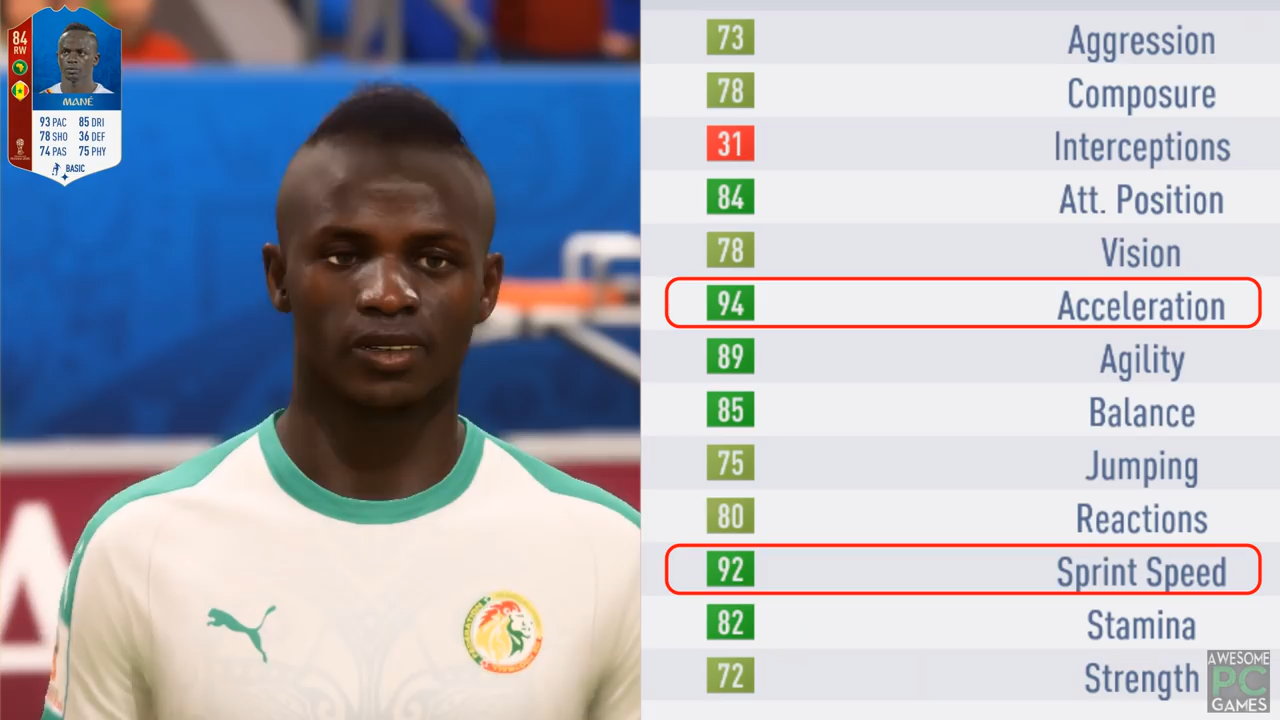 84
RW
MANÉ
93 PAC 85 DRI
78 SHO 36 DEF
74 PAS 75 PHY
BASIC
73 Aggression
78 Composure
31 Interceptions
84 Att. Position
78 Vision
94 Acceleration
89 Agility
85 Balance
75 Jumping
80 Reactions
92 Sprint Speed
82 Stamina
72 Strength
AWESOME
PC
GAMES